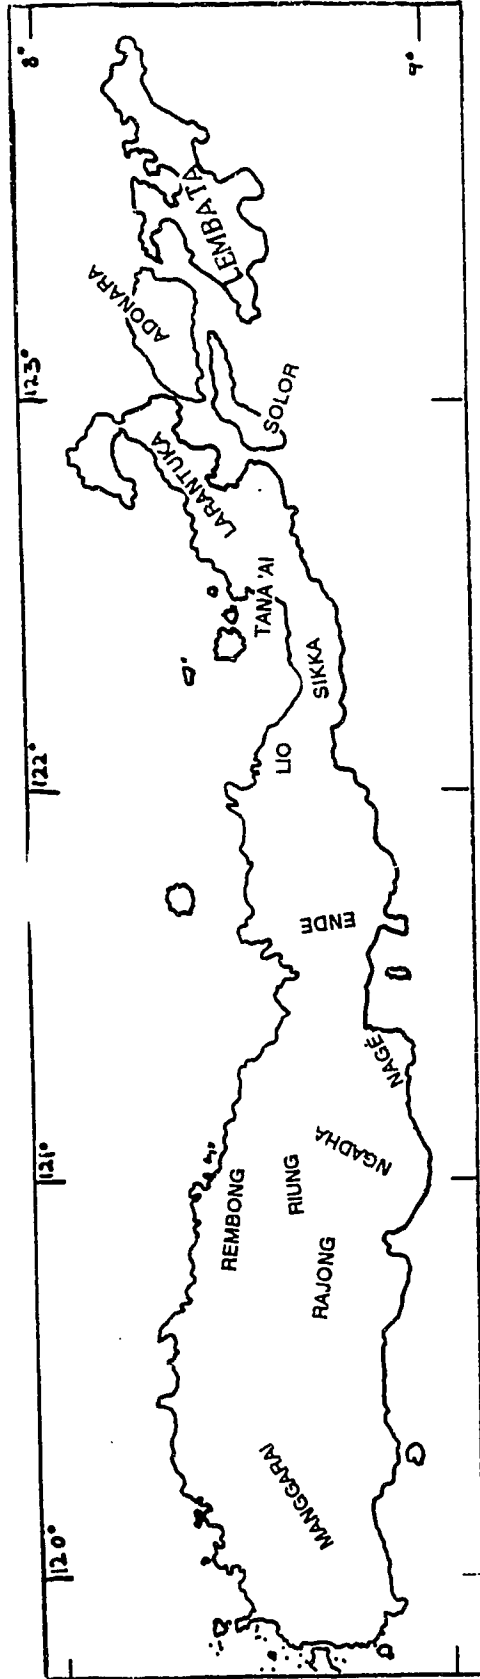 8°
9°
120°
121°
122°
123°
MANGGARAI
REMBONG
RAJONG
RIUNG
NGADHA
NAGÉ
ENDE
LIO
SIKKA
TANA 'AI
LARANTUKA
SOLOR
ADONARA
LEMBATA